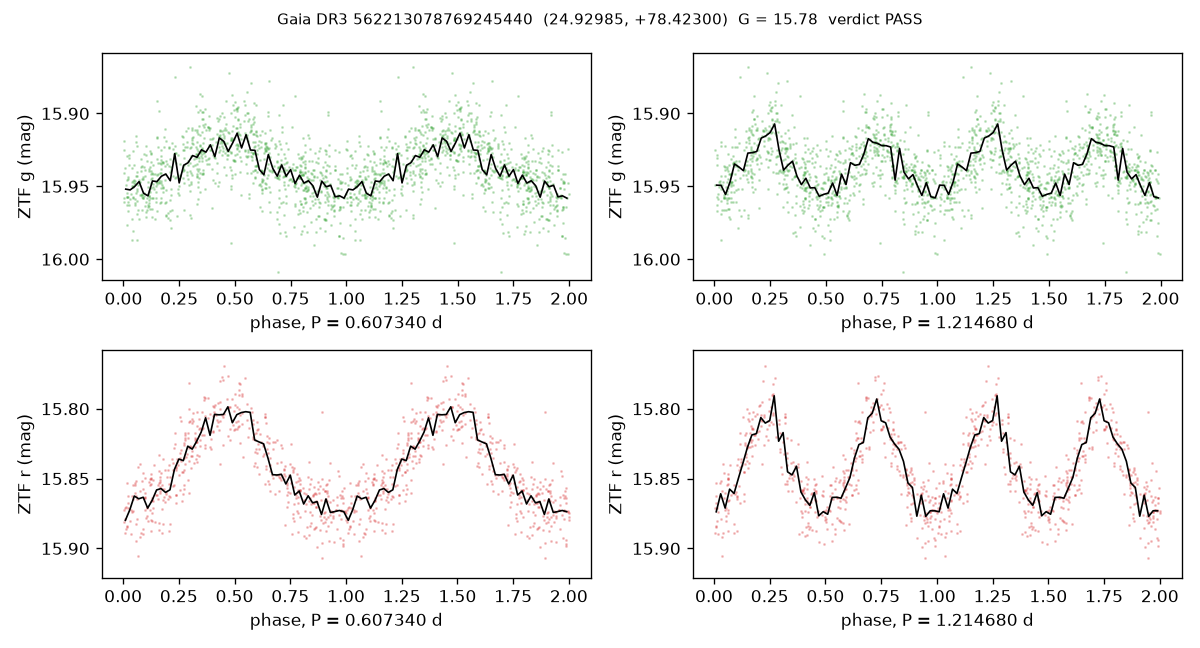 Gaia DR3 562213078769245440  (24.92985, +78.42300)  G = 15.78  verdict PASS
ZTF g (mag)
15.90
15.95
16.00
0.00 0.25 0.50 0.75 1.00 1.25 1.50 1.75 2.00
phase, P = 0.607340 d
ZTF g (mag)
15.90
15.95
16.00
0.00 0.25 0.50 0.75 1.00 1.25 1.50 1.75 2.00
phase, P = 1.214680 d
ZTF r (mag)
15.80
15.85
15.90
0.00 0.25 0.50 0.75 1.00 1.25 1.50 1.75 2.00
phase, P = 0.607340 d
ZTF r (mag)
15.80
15.85
15.90
0.00 0.25 0.50 0.75 1.00 1.25 1.50 1.75 2.00
phase, P = 1.214680 d